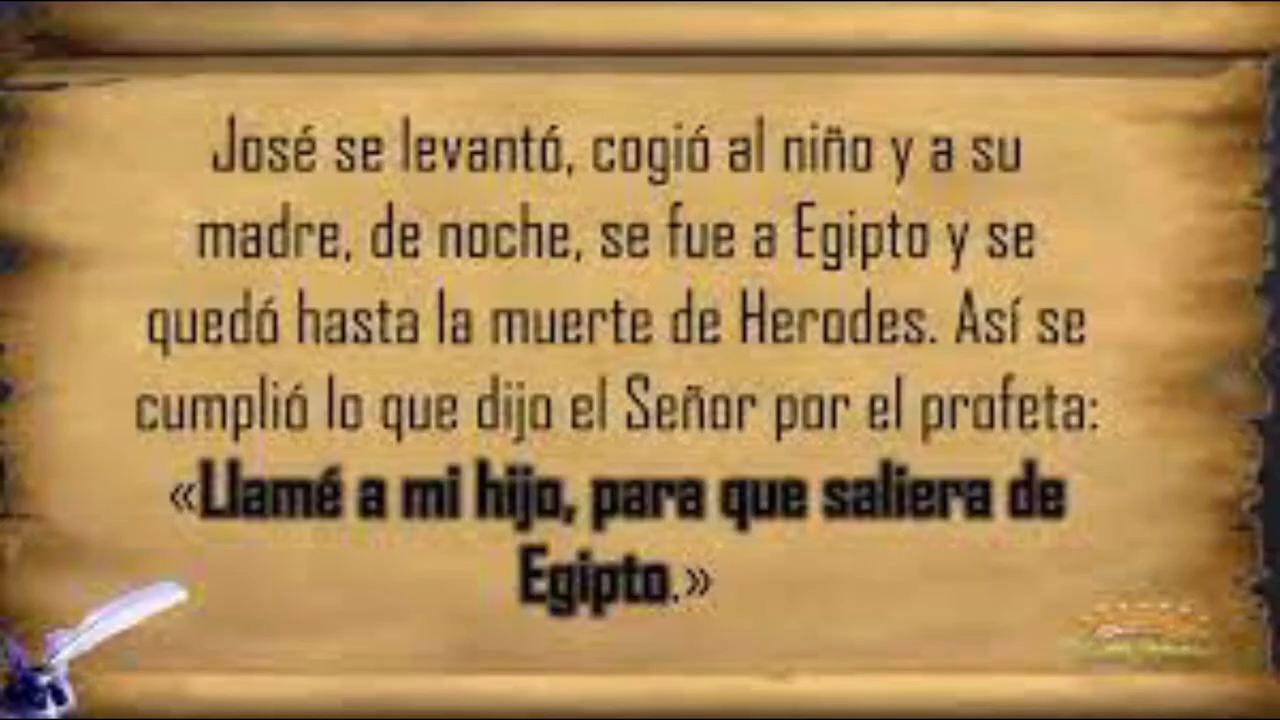 José se levantó, cogió al niño y a su
madre, de noche, se fue a Egipto y se
quedó hasta la muerte de Herodes. Así se
cumplió lo que dijo el Señor por el profeta:
«Llamé a mi hijo, para que saliera de
Egipto.»